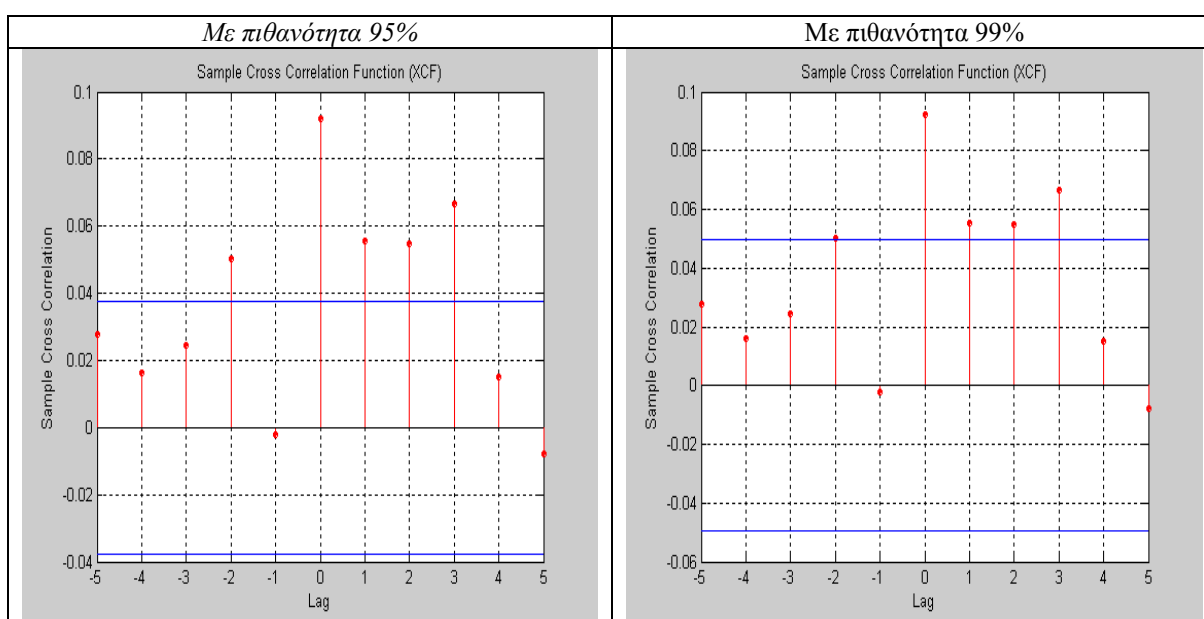 Με πιθανότητα 95%
Sample Cross Correlation Function (XCF)
Sample Cross Correlation
0.1
0.08
0.06
0.04
0.02
0
-0.02
-0.04
-5 -4 -3 -2 -1 0 1 2 3 4 5
Lag
Με πιθανότητα 99%
Sample Cross Correlation Function (XCF)
Sample Cross Correlation
0.1
0.08
0.06
0.04
0.02
0
-0.02
-0.04
-0.06
-5 -4 -3 -2 -1 0 1 2 3 4 5
Lag